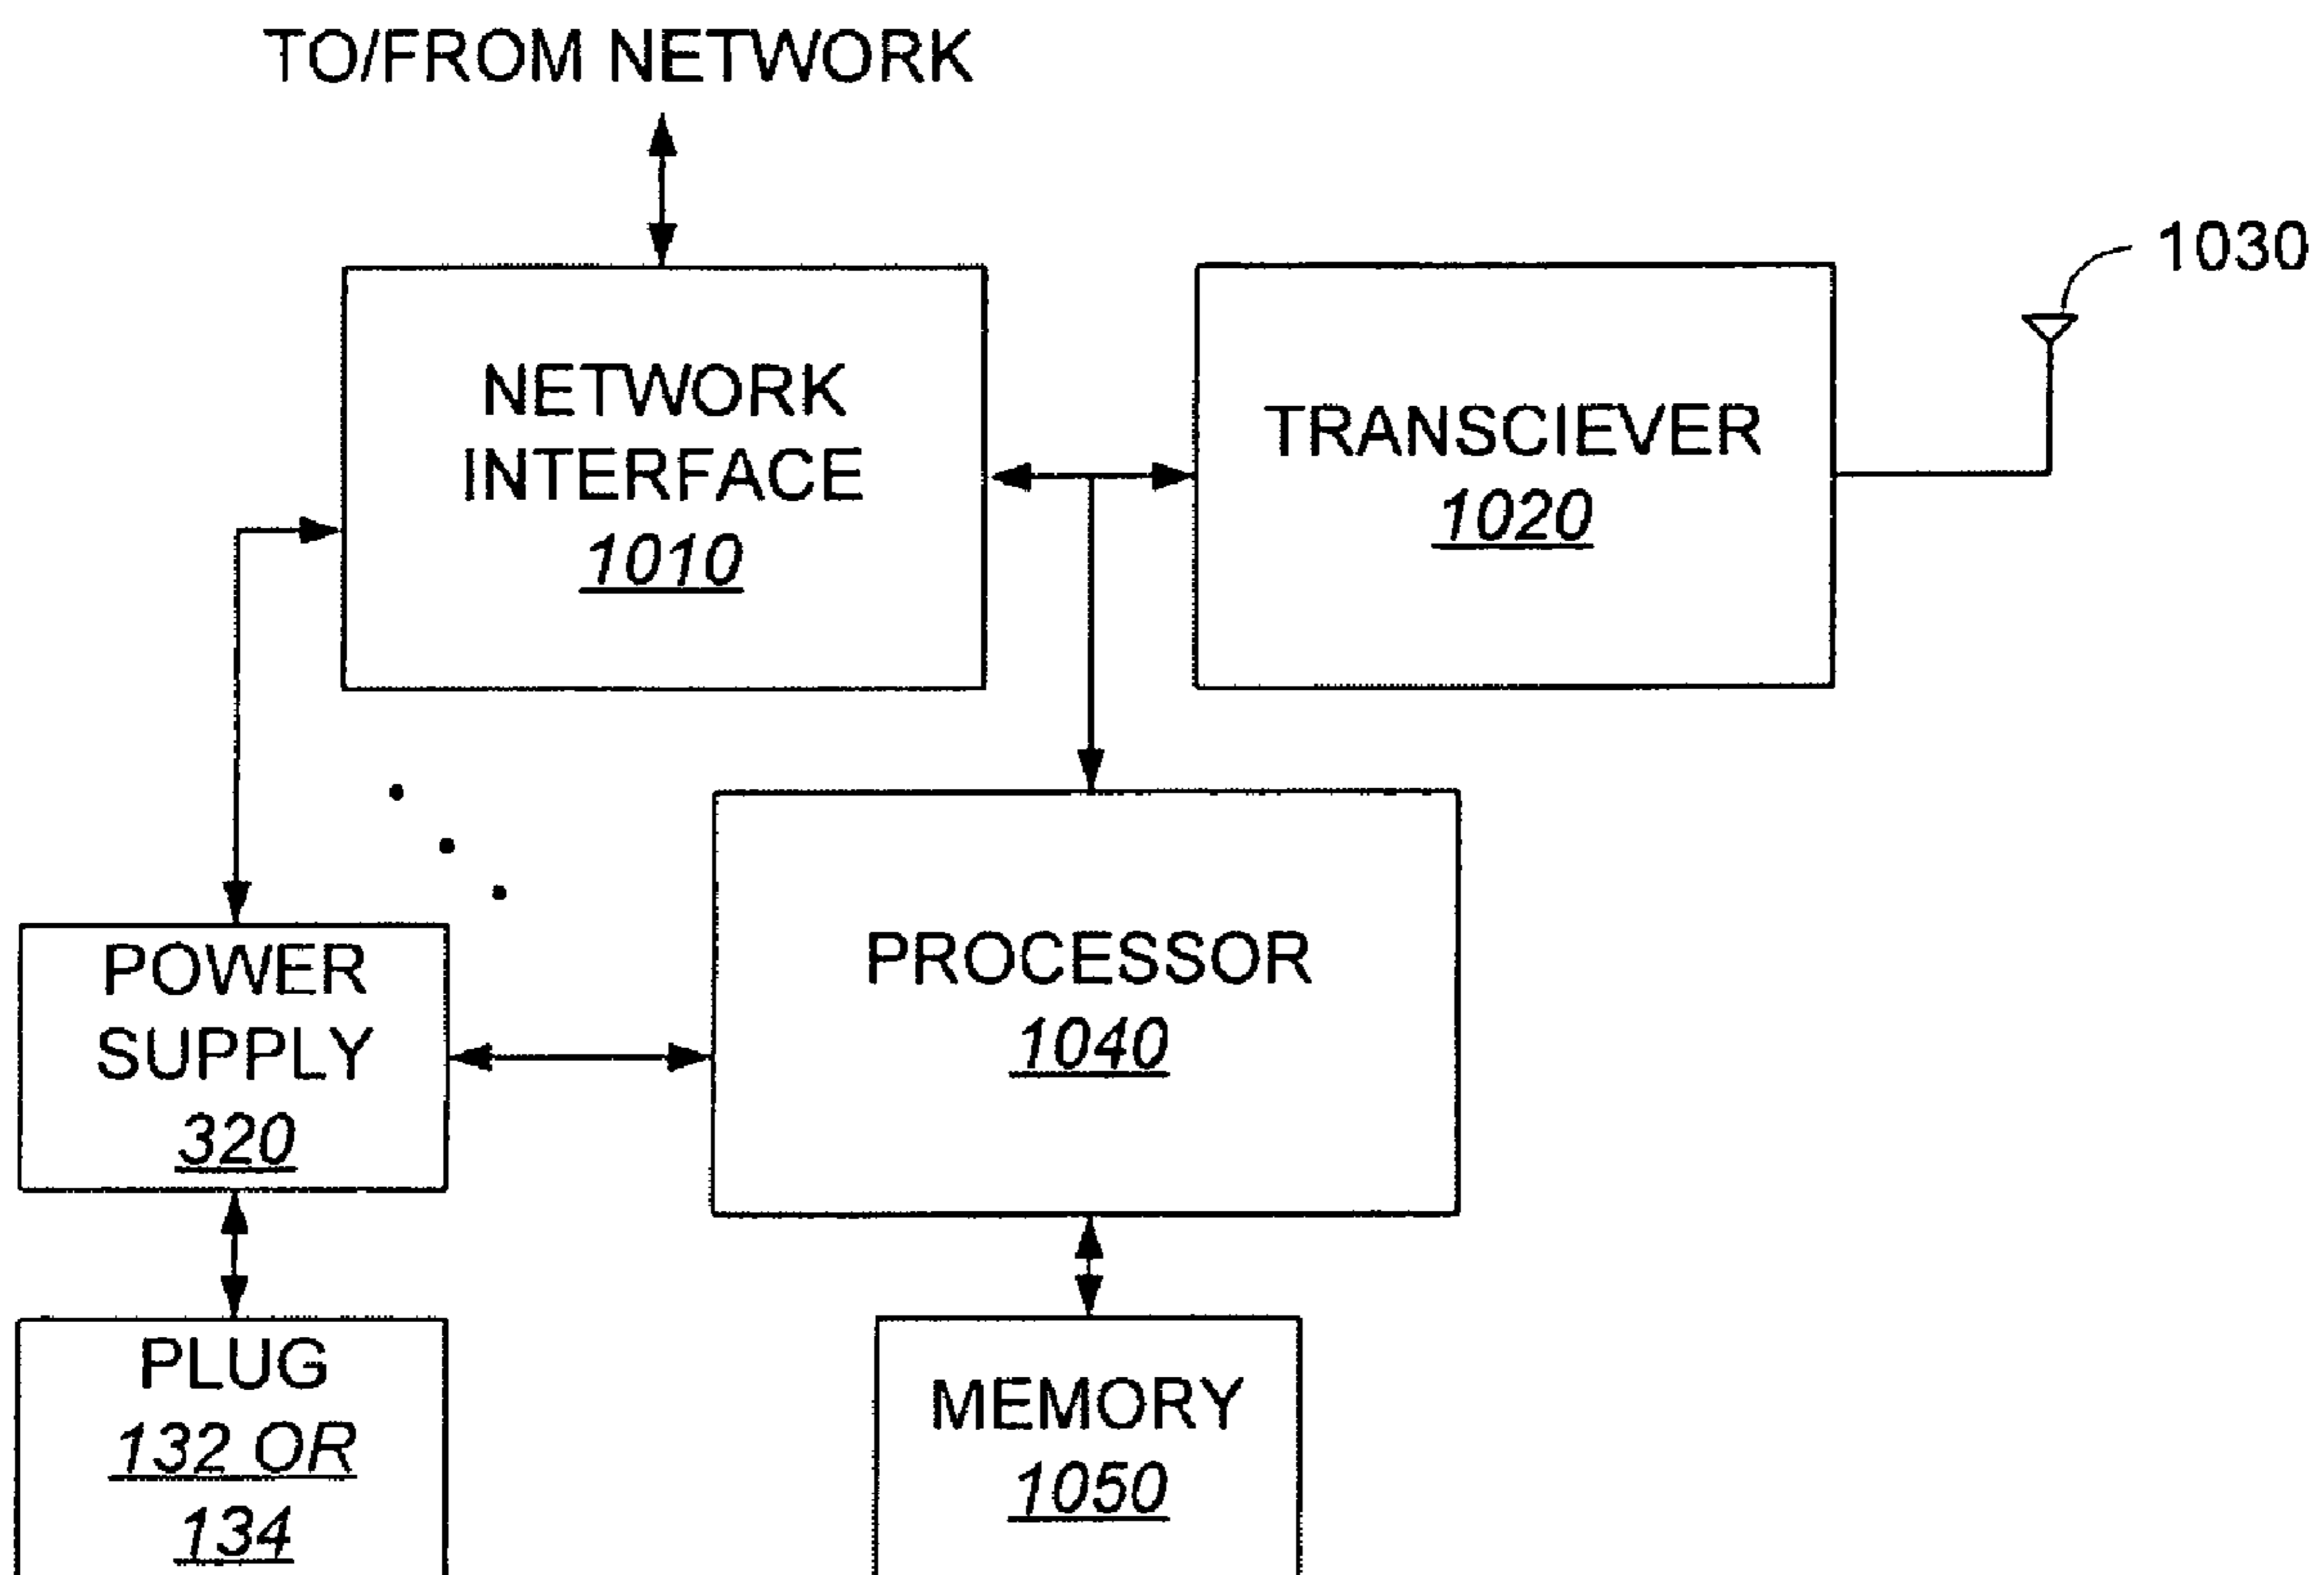 TO/FROM NETWORK
1030
NETWORK
INTERFACE
1010
TRANSCIEVER
1020
POWER
SUPPLY
320
PROCESSOR
1040
PLUG
132 OR
134
MEMORY
1050